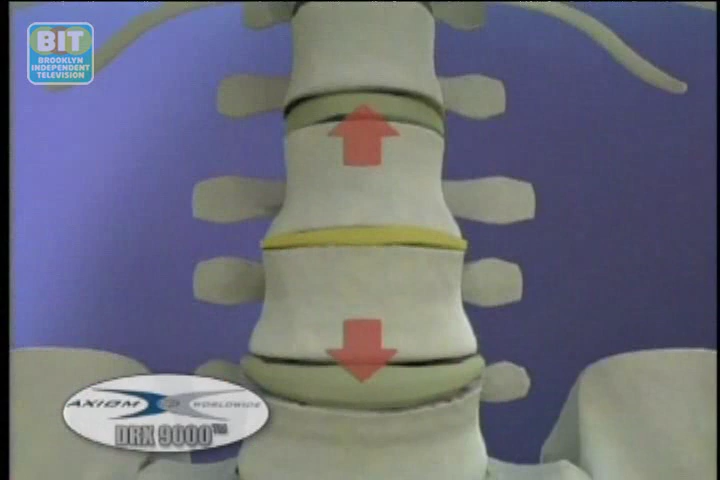 BIT
BROOKLYN
INDEPENDENT
TELEVISION
AXIOM WORLDWIDE
DRX 9000™